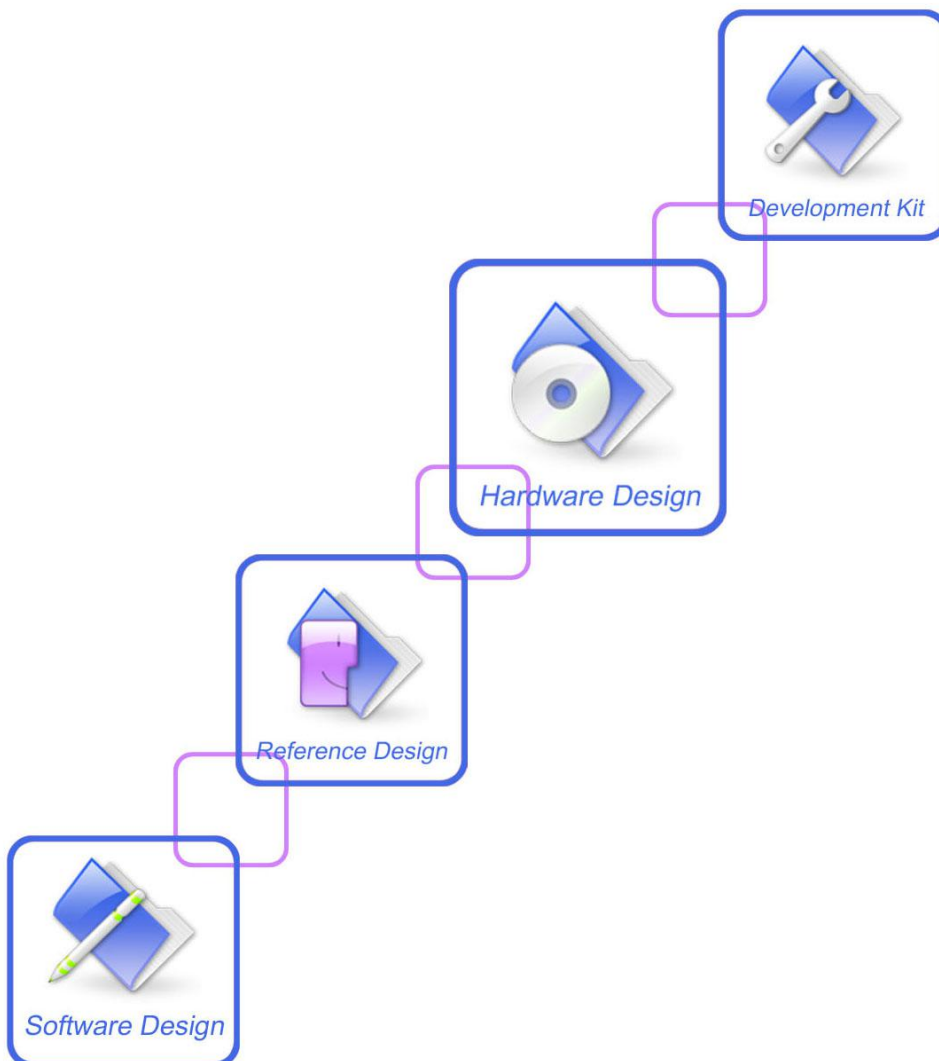 Development Kit
Hardware Design
Reference Design
Software Design